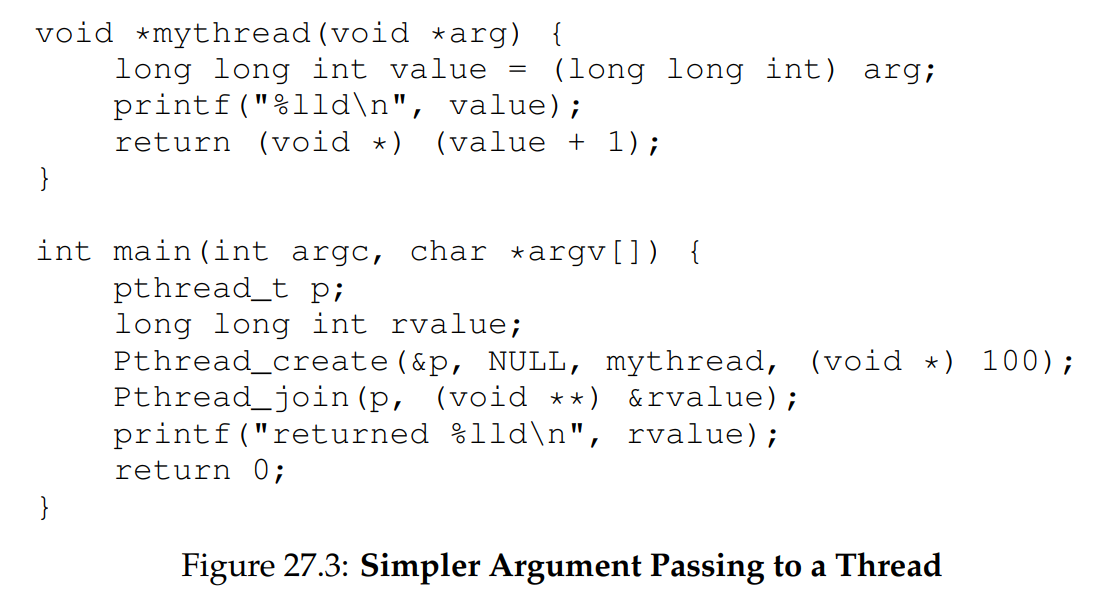 void *mythread(void *arg) {
    long long int value = (long long int) arg;
    printf("%lld\n", value);
    return (void *) (value + 1);
}

int main(int argc, char *argv[]) {
    pthread_t p;
    long long int rvalue;
    Pthread_create(&p, NULL, mythread, (void *) 100);
    Pthread_join(p, (void **) &rvalue);
    printf("returned %lld\n", rvalue);
    return 0;
}
Figure 27.3: Simpler Argument Passing to a Thread